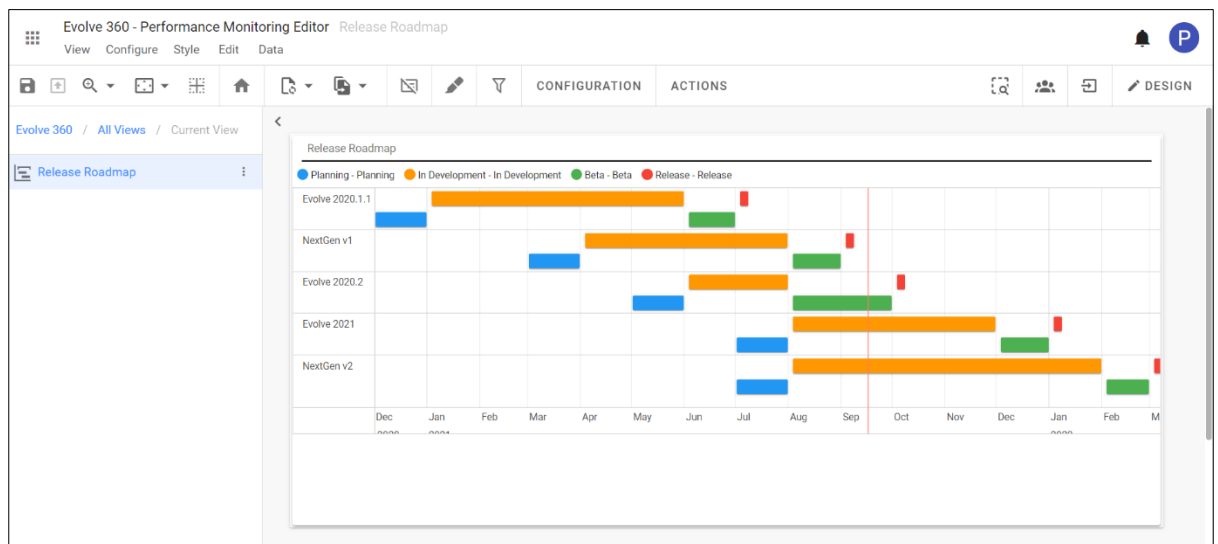 Evolve 360 - Performance Monitoring Editor Release Roadmap
View Configure Style Edit Data
P
CONFIGURATION ACTIONS DESIGN
Evolve 360 / All Views / Current View
Release Roadmap
Release Roadmap
Planning - Planning In Development - In Development Beta - Beta Release - Release
Evolve 2020.1.1
NextGen v1
Evolve 2020.2
Evolve 2021
NextGen v2
Dec Jan Feb Mar Apr May Jun Jul Aug Sep Oct Nov Dec Jan Feb M